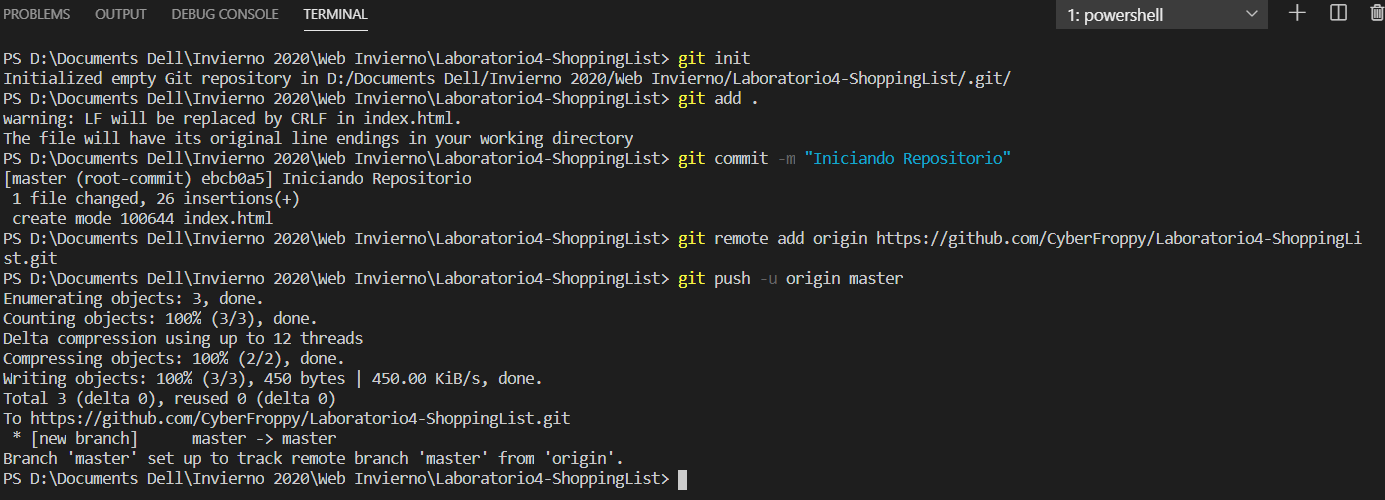 PROBLEMS OUTPUT DEBUG CONSOLE TERMINAL 1: powershell
PS D:\Documents Dell\Invierno 2020\Web Invierno\Laboratorio4-ShoppingList> git init
Initialized empty Git repository in D:/Documents Dell/Invierno 2020/Web Invierno/Laboratorio4-ShoppingList/.git/
PS D:\Documents Dell\Invierno 2020\Web Invierno\Laboratorio4-ShoppingList> git add .
warning: LF will be replaced by CRLF in index.html.
The file will have its original line endings in your working directory
PS D:\Documents Dell\Invierno 2020\Web Invierno\Laboratorio4-ShoppingList> git commit -m "Iniciando Repositorio"
[master (root-commit) ebcb0a5] Iniciando Repositorio
 1 file changed, 26 insertions(+)
 create mode 100644 index.html
PS D:\Documents Dell\Invierno 2020\Web Invierno\Laboratorio4-ShoppingList> git remote add origin https://github.com/CyberFroppy/Laboratorio4-ShoppingLi
st.git
PS D:\Documents Dell\Invierno 2020\Web Invierno\Laboratorio4-ShoppingList> git push -u origin master
Enumerating objects: 3, done.
Counting objects: 100% (3/3), done.
Delta compression using up to 12 threads
Compressing objects: 100% (2/2), done.
Writing objects: 100% (3/3), 450 bytes | 450.00 KiB/s, done.
Total 3 (delta 0), reused 0 (delta 0)
To https://github.com/CyberFroppy/Laboratorio4-ShoppingList.git
 * [new branch]      master -> master
Branch 'master' set up to track remote branch 'master' from 'origin'.
PS D:\Documents Dell\Invierno 2020\Web Invierno\Laboratorio4-ShoppingList>